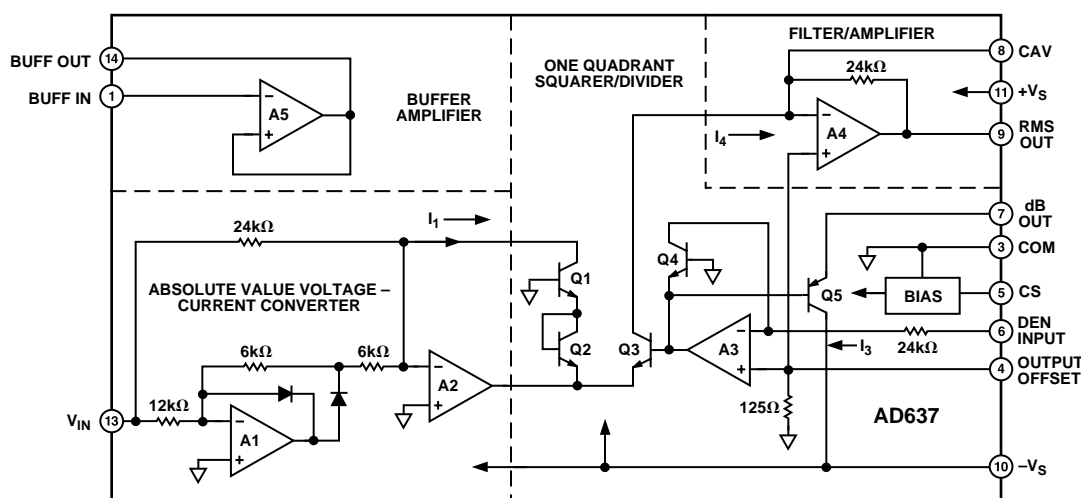 FILTER/AMPLIFIER
BUFF OUT
14
BUFF IN
1
A5
BUFFER
AMPLIFIER
ONE QUADRANT
SQUARER/DIVIDER
24kΩ
8
CAV
11
+VS
A4
9
RMS
OUT
I4
I1
24kΩ
ABSOLUTE VALUE VOLTAGE –
CURRENT CONVERTER
Q1
Q2
Q3
Q4
Q5
A3
7
dB
OUT
3
COM
BIAS
5
CS
6
DEN
INPUT
24kΩ
I3
4
OUTPUT
OFFSET
125Ω
AD637
6kΩ
6kΩ
A2
VIN
13
12kΩ
A1
10
–VS